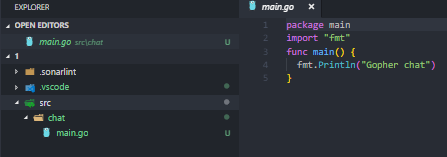 EXPLORER
OPEN EDITORS
main.go src\chat U
1
.sonarlint
.vscode
src
chat
main.go U
main.go ×
1 package main
2 import "fmt"
3 func main() {
4 fmt.Println("Gopher chat")
5 }